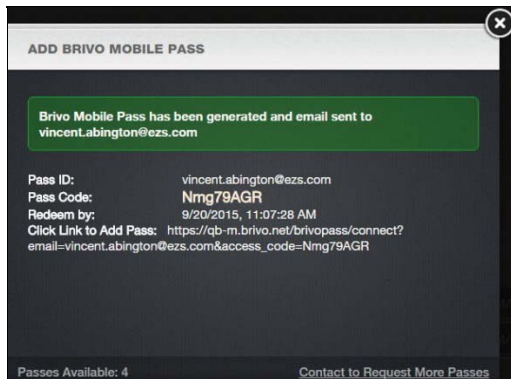 ADD BRIVO MOBILE PASS
Brivo Mobile Pass has been generated and email sent to
vincent.abington@ezs.com
Pass ID: vincent.abington@ezs.com
Pass Code: Nmg79AGR
Redeem by: 9/20/2015, 11:07:28 AM
Click Link to Add Pass: https://qb-m.brivo.net/brivopass/connect?
email=vincent.abington@ezs.com&access_code=Nmg79AGR
Passes Available: 4 Contact to Request More Passes